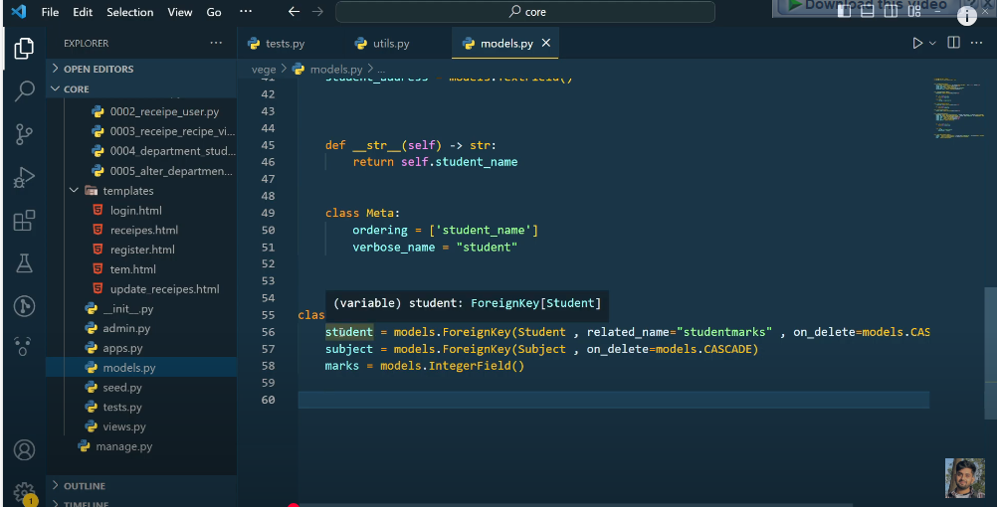 File Edit Selection View Go ··· core
Download this video
EXPLORER
tests.py utils.py models.py
OPEN EDITORS
vege > models.py > ...
CORE
0002_receipe_user.py
0003_receipe_recipe_vi...
0004_department_stud...
0005_alter_departmen...
templates
login.html
receipes.html
register.html
tem.html
update_receipes.html
__init__.py
admin.py
apps.py
models.py
seed.py
tests.py
views.py
manage.py
OUTLINE
TIMELINE
1
41 student_address = models.TextField()
42
43
44
45 def __str__(self) -> str:
46 return self.student_name
47
48
49 class Meta:
50 ordering = ['student_name']
51 verbose_name = "student"
52
53
54 (variable) student: ForeignKey[Student]
55 clas
56 student = models.ForeignKey(Student , related_name="studentmarks" , on_delete=models.CAS
57 subject = models.ForeignKey(Subject , on_delete=models.CASCADE)
58 marks = models.IntegerField()
59
60